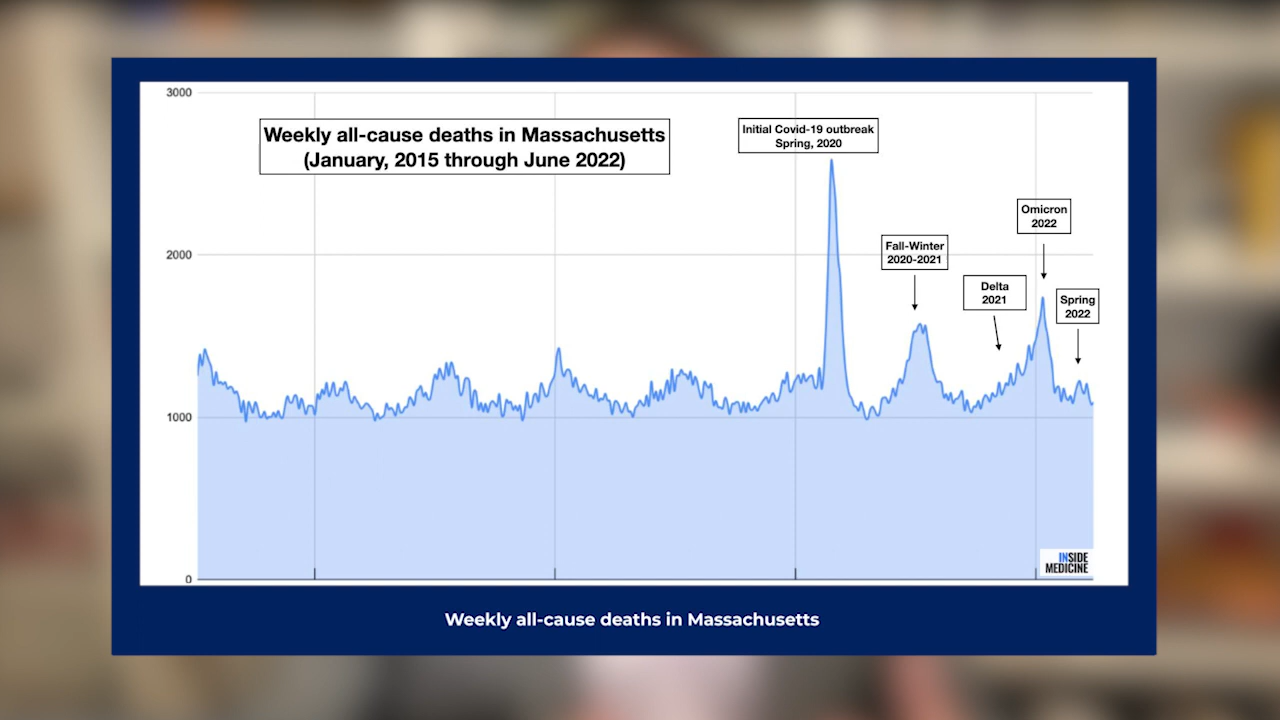 3000
Weekly all-cause deaths in Massachusetts
(January, 2015 through June 2022)
Initial Covid-19 outbreak
Spring, 2020
Omicron
2022
Fall-Winter
2020-2021
2000
Delta
2021
Spring
2022
1000
0
INSIDE
MEDICINE
Weekly all-cause deaths in Massachusetts